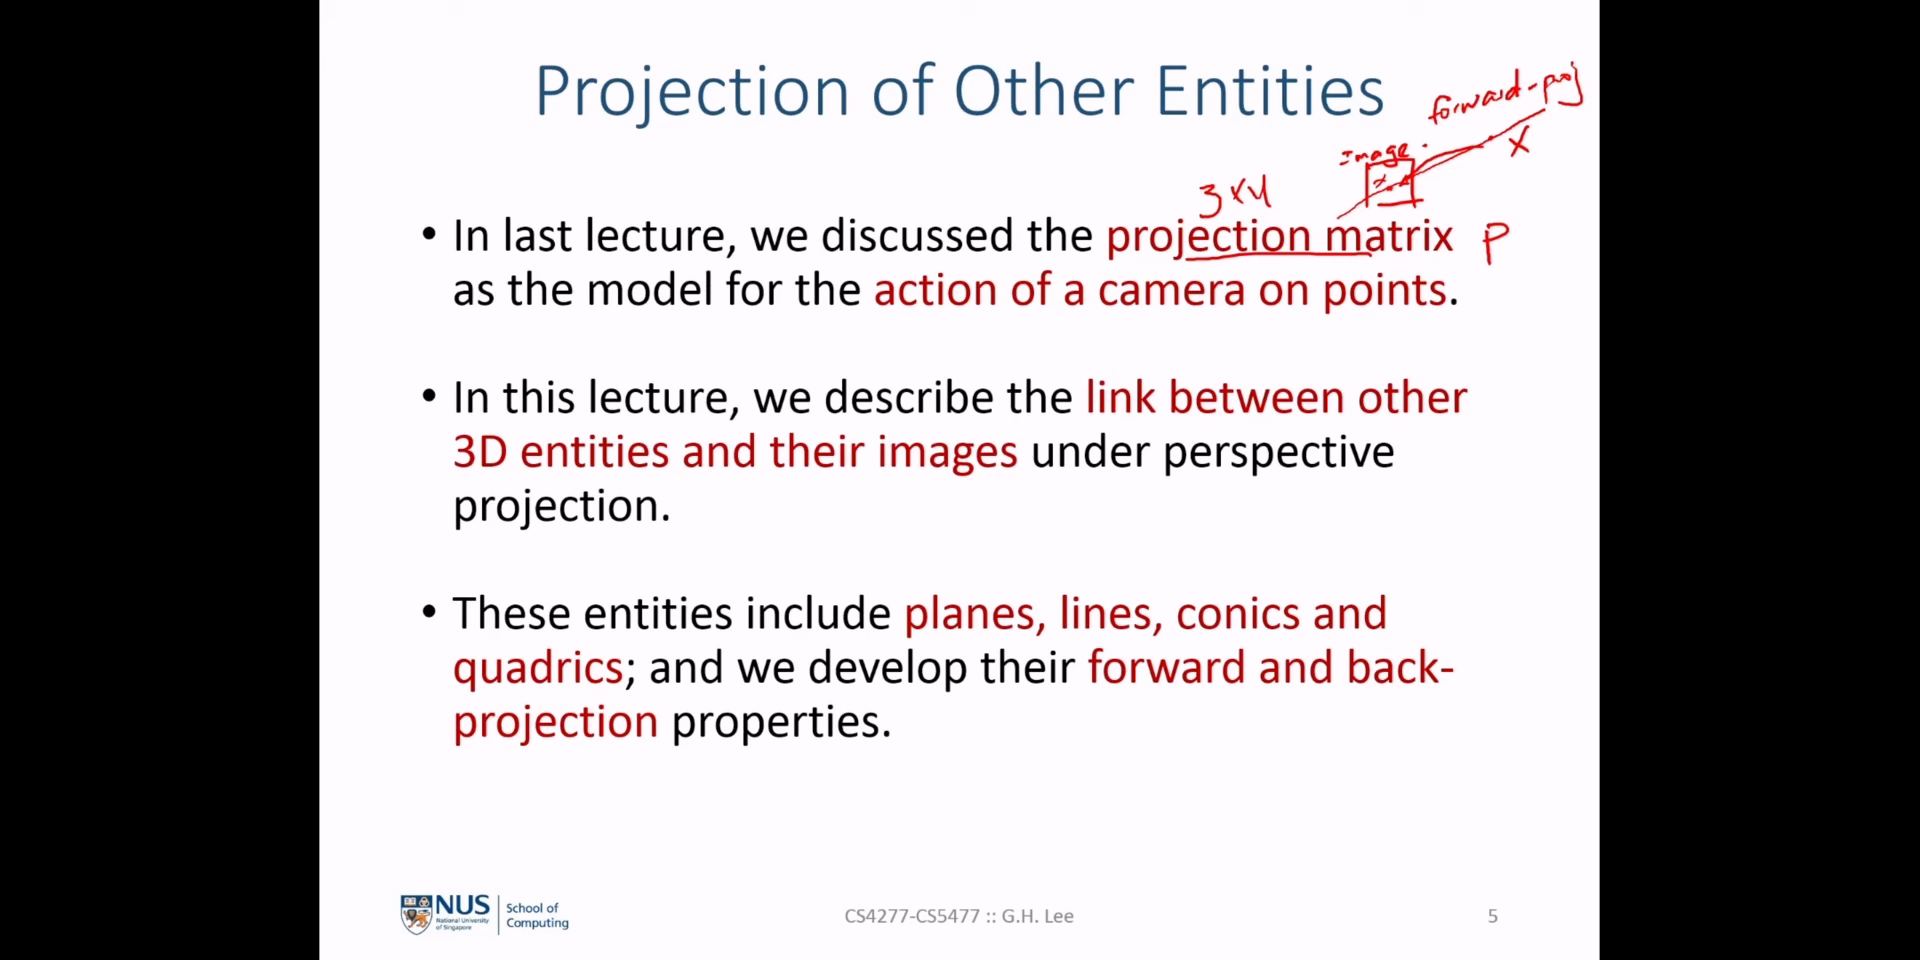 Projection of Other Entities
forward-proj
Image
X
x
3x4
• In last lecture, we discussed the projection matrix P
as the model for the action of a camera on points.
• In this lecture, we describe the link between other
3D entities and their images under perspective
projection.
• These entities include planes, lines, conics and
quadrics; and we develop their forward and back-
projection properties.
NUS
National University
of Singapore
School of
Computing
CS4277-CS5477 :: G.H. Lee
5